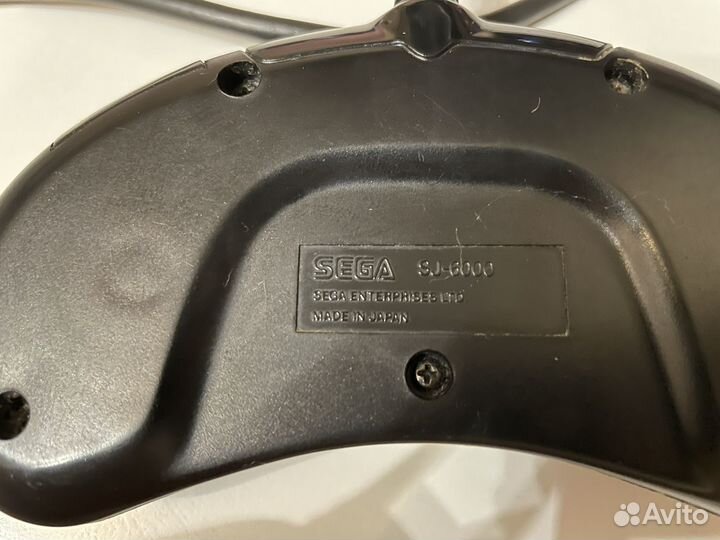 SEGA SJ-6000
SEGA ENTERPRISES LTD
MADE IN JAPAN
Avito